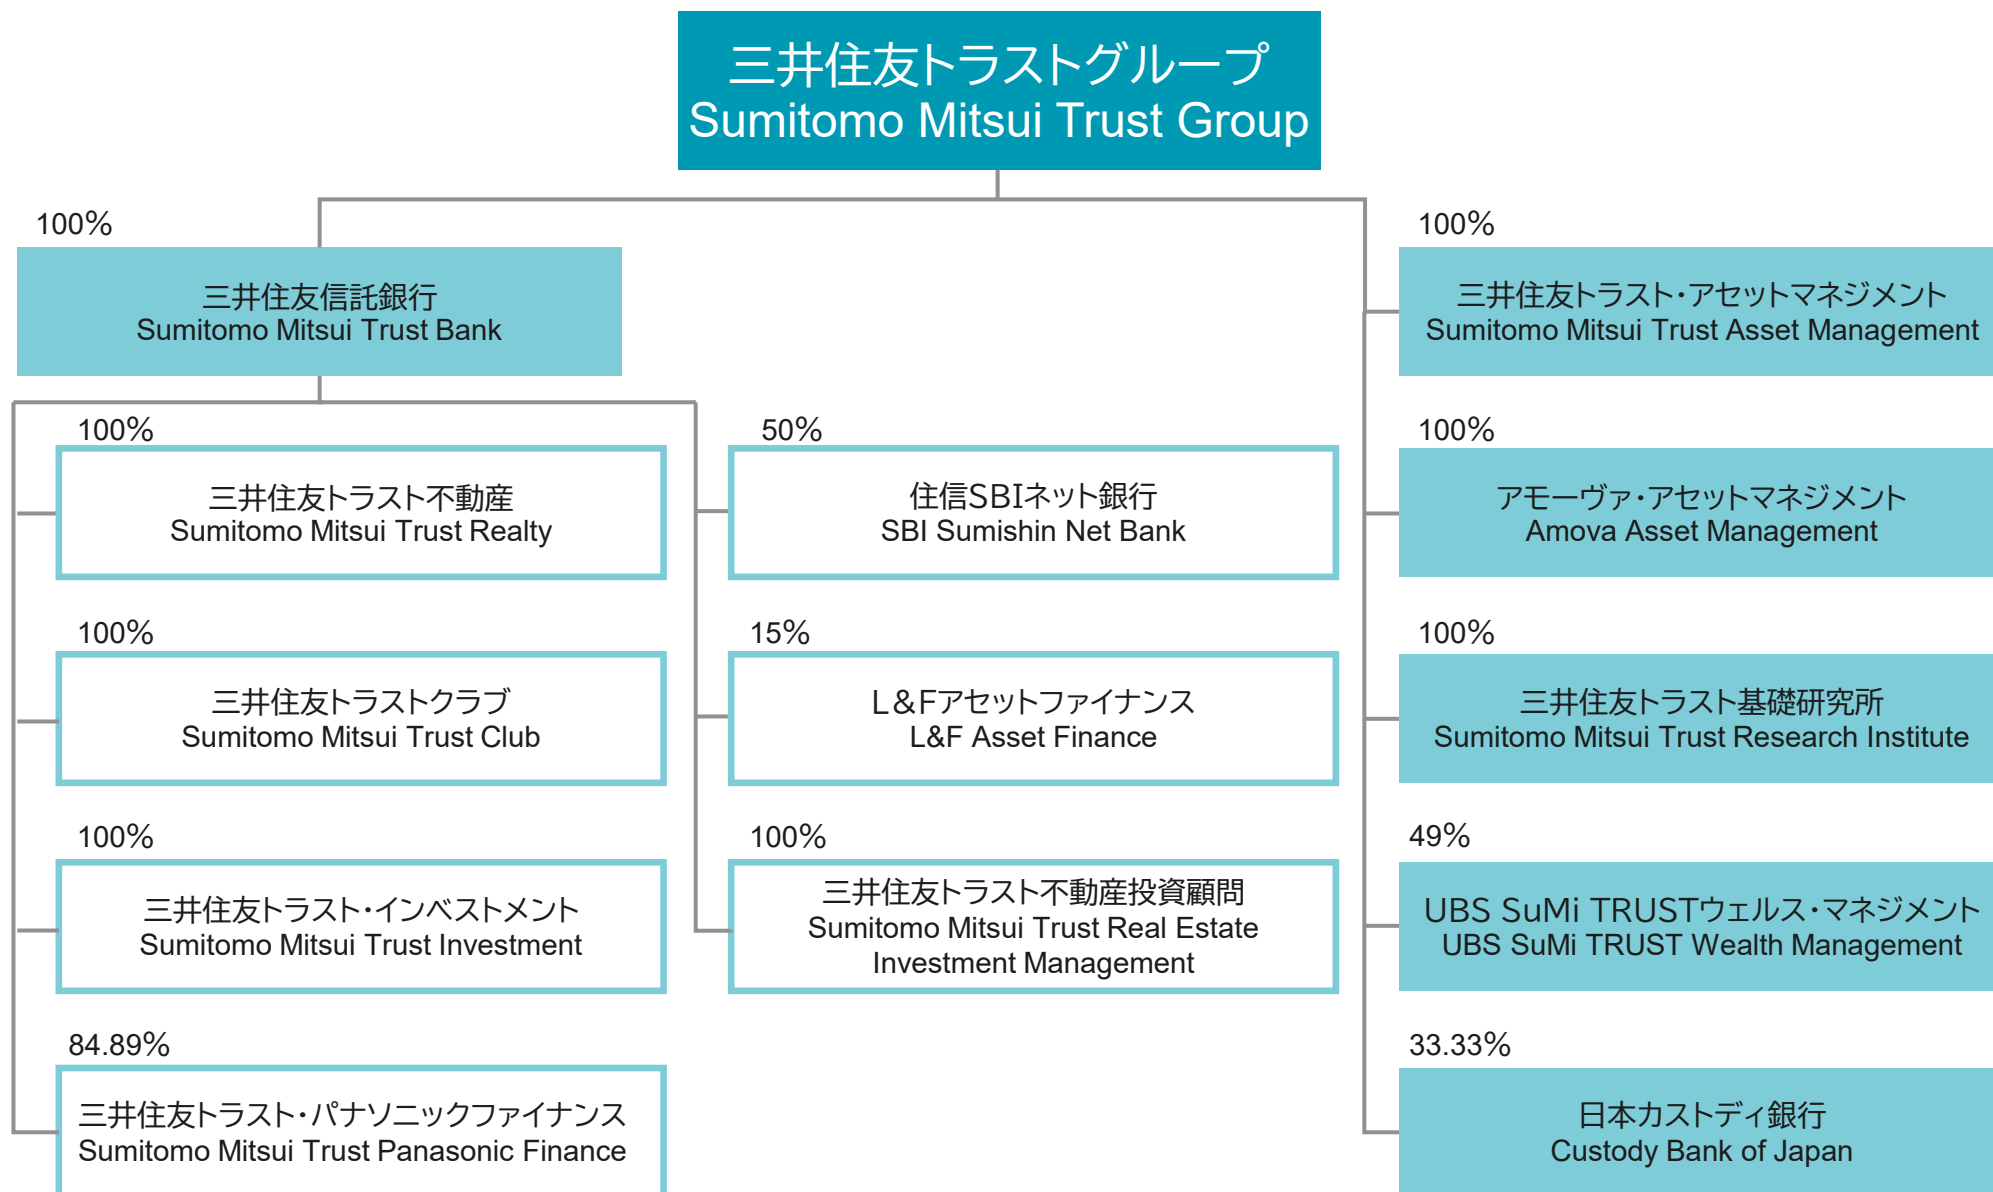 三井住友トラストグループ
Sumitomo Mitsui Trust Group
100%
三井住友信託銀行
Sumitomo Mitsui Trust Bank
100%
三井住友トラスト不動産
Sumitomo Mitsui Trust Realty
100%
三井住友トラストクラブ
Sumitomo Mitsui Trust Club
100%
三井住友トラスト・インベストメント
Sumitomo Mitsui Trust Investment
84.89%
三井住友トラスト・パナソニックファイナンス
Sumitomo Mitsui Trust Panasonic Finance
50%
住信SBIネット銀行
SBI Sumishin Net Bank
15%
L&Fアセットファイナンス
L&F Asset Finance
100%
三井住友トラスト不動産投資顧問
Sumitomo Mitsui Trust Real Estate
Investment Management
100%
三井住友トラスト・アセットマネジメント
Sumitomo Mitsui Trust Asset Management
100%
アモーヴァ・アセットマネジメント
Amova Asset Management
100%
三井住友トラスト基礎研究所
Sumitomo Mitsui Trust Research Institute
49%
UBS SuMi TRUSTウェルス・マネジメント
UBS SuMi TRUST Wealth Management
33.33%
日本カストディ銀行
Custody Bank of Japan